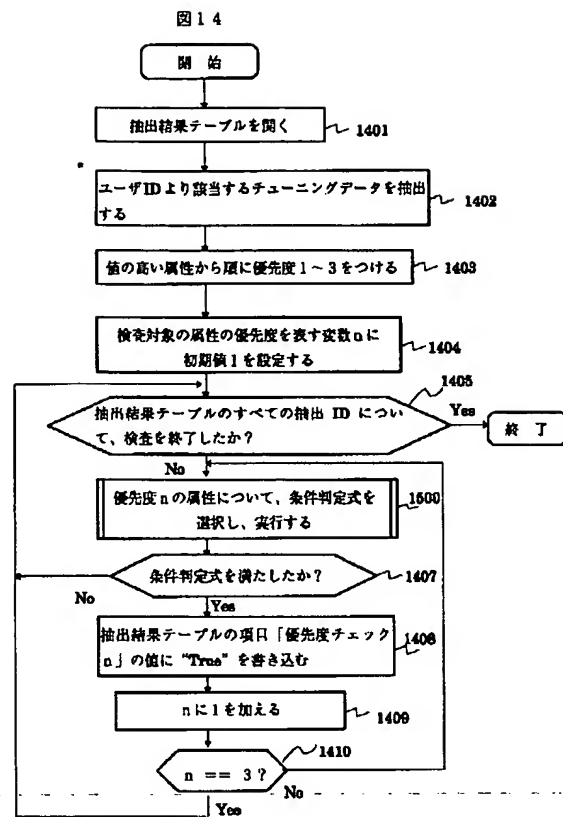 図14
開 始
抽出結果テーブルを開く
1401
ユーザIDより該当するチューニングデータを抽出
する
1402
値の高い属性から順に優先度1~3をつける
1403
検査対象の属性の優先度を表す変数nに
初期値1を設定する
1404
1405
抽出結果テーブルのすべての抽出 ID につい
て、検査を終了したか?
Yes
終 了
No
優先度nの属性について、条件判定式を
選択し、実行する
1500
条件判定式を満たしたか?
1407
No
Yes
抽出結果テーブルの項目「優先度チェック
n」の値に “True” を書き込む
1408
nに1を加える
1409
1410
n == 3?
No
Yes